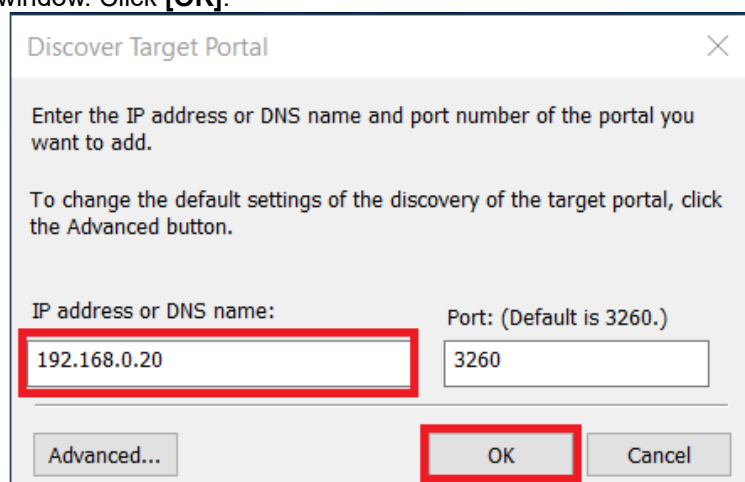 window. Click [OK].
Discover Target Portal
Enter the IP address or DNS name and port number of the portal you
want to add.
To change the default settings of the discovery of the target portal, click
the Advanced button.
IP address or DNS name:
Port: (Default is 3260.)
192.168.0.20
3260
Advanced...
OK
Cancel